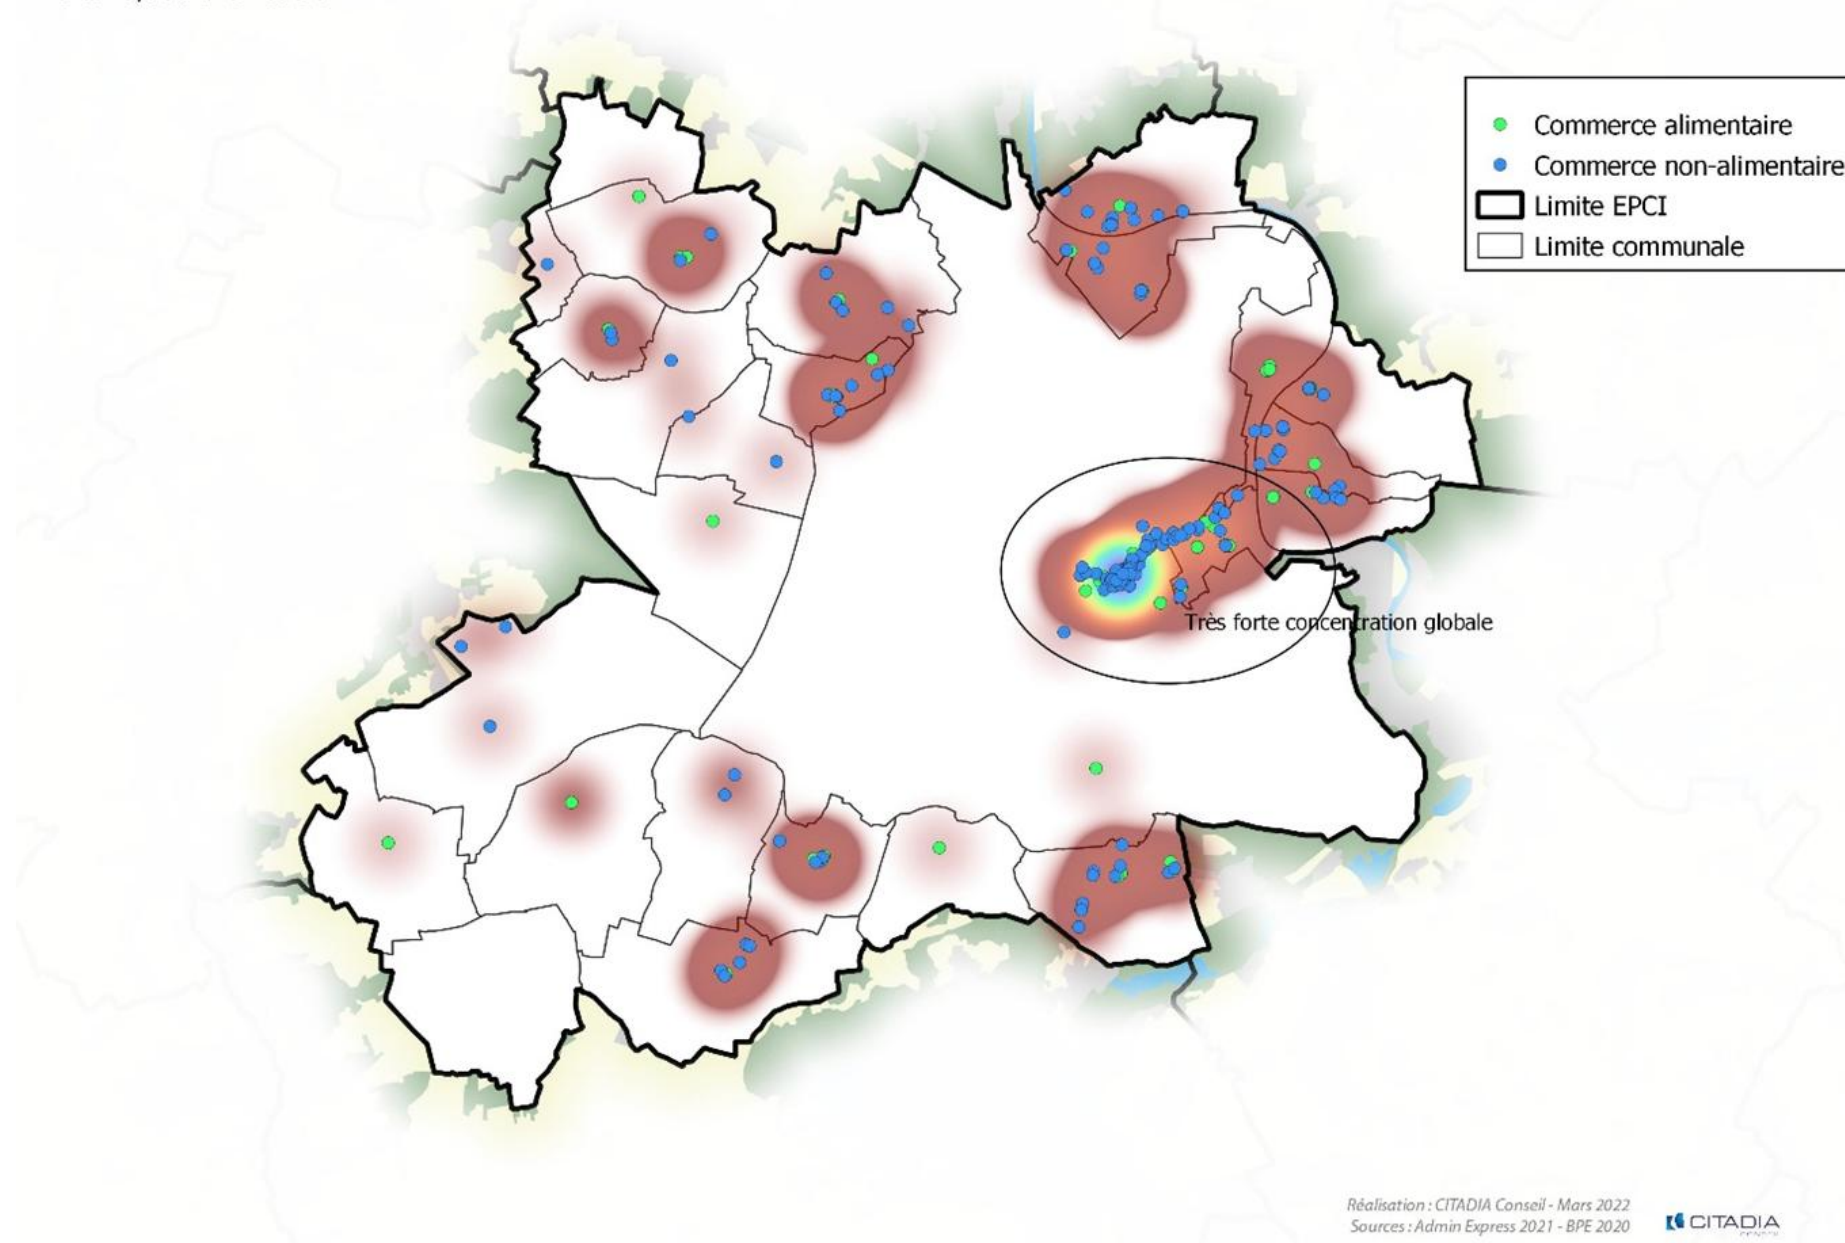 Commerce alimentaire
Commerce non-alimentaire
Limite EPCI
Limite communale
Très forte concentration globale
Réalisation : CITADIA Conseil - Mars 2022
Sources : Admin Express 2021 - BPE 2020
CITADIA
CONSEIL